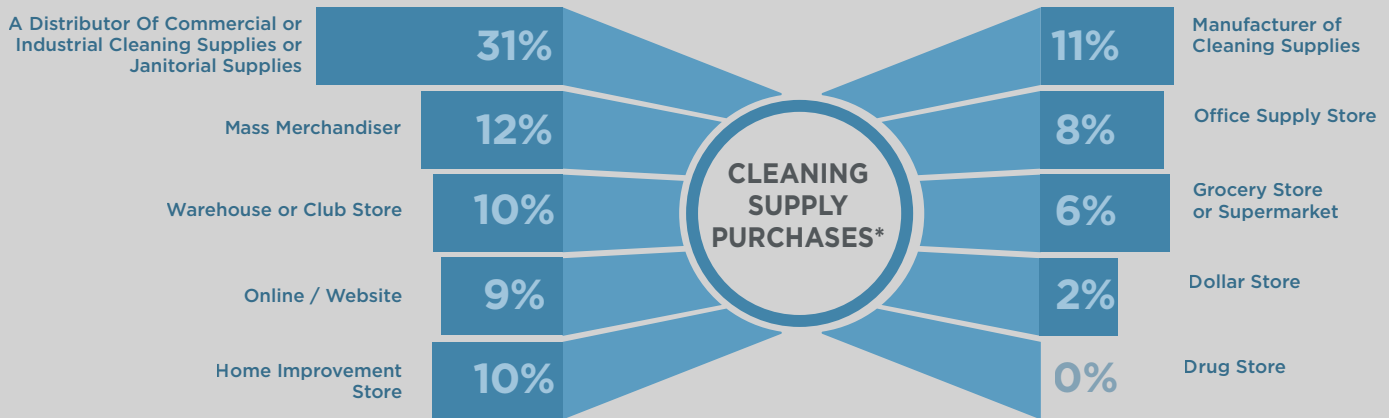 A Distributor Of Commercial or
Industrial Cleaning Supplies or
Janitorial Supplies
31%
Mass Merchandiser
12%
Warehouse or Club Store
10%
Online / Website
9%
Home Improvement
Store
10%
CLEANING
SUPPLY
PURCHASES*
11%
Manufacturer of
Cleaning Supplies
8%
Office Supply Store
6%
Grocery Store
or Supermarket
2%
Dollar Store
0%
Drug Store